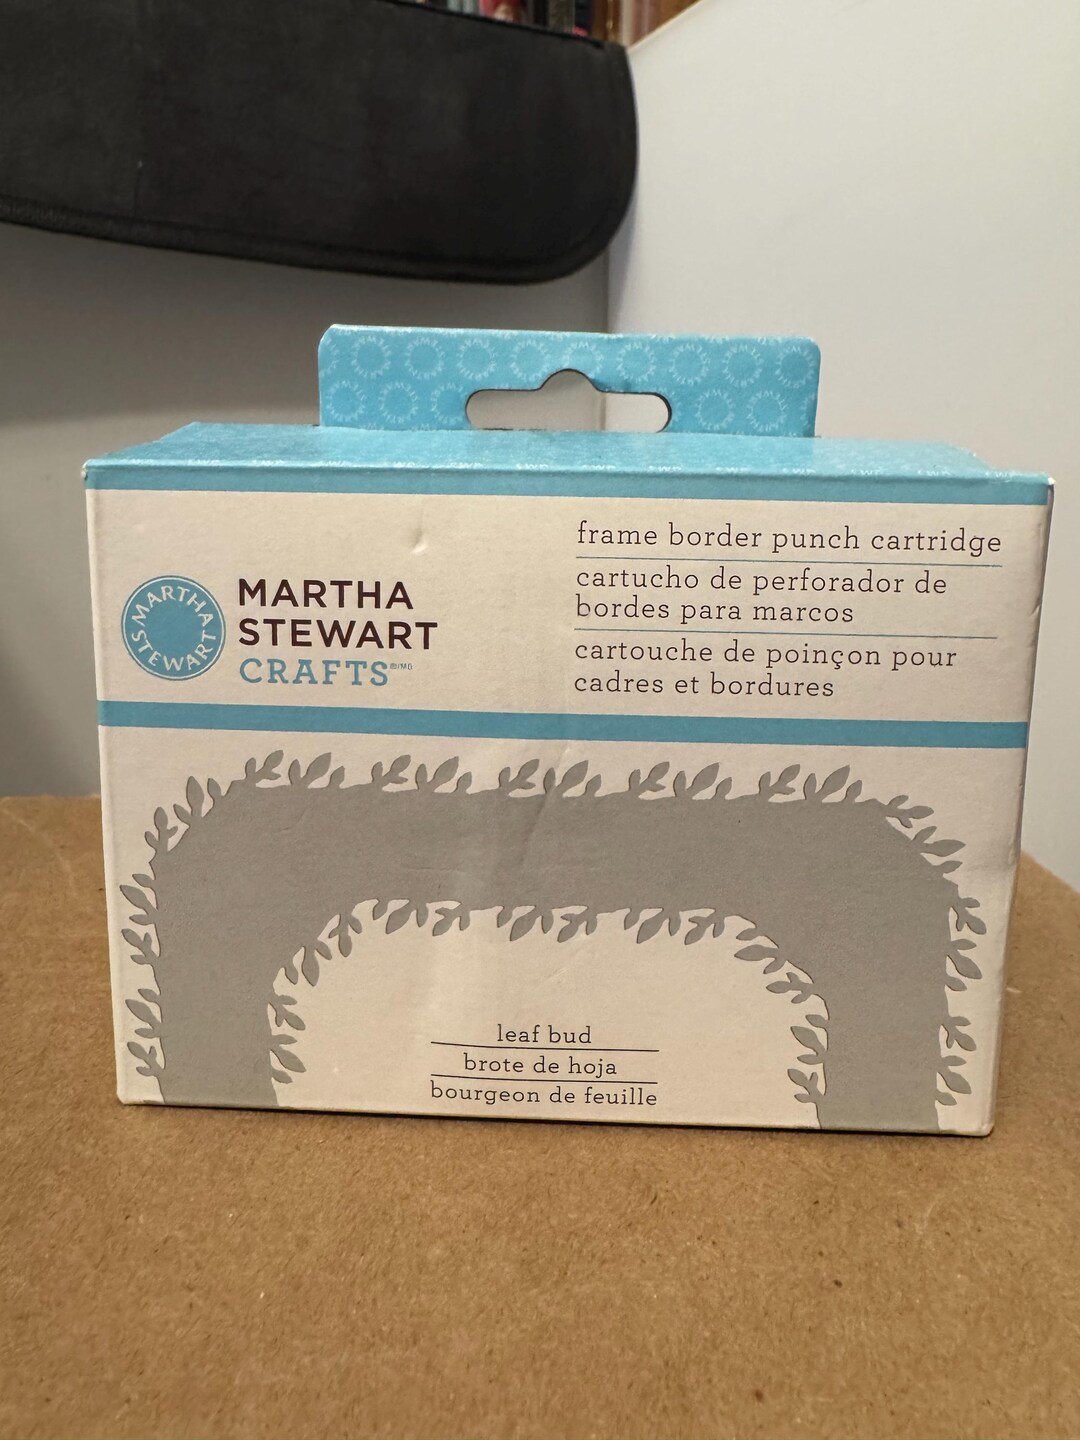 MARTHA STEWART
MARTHA
STEWART
CRAFTS
frame border punch cartridge
cartucho de perforador de
bordes para marcos
cartouche de poinçon pour
cadres et bordures
leaf bud
brote de hoja
bourgeon de feuille